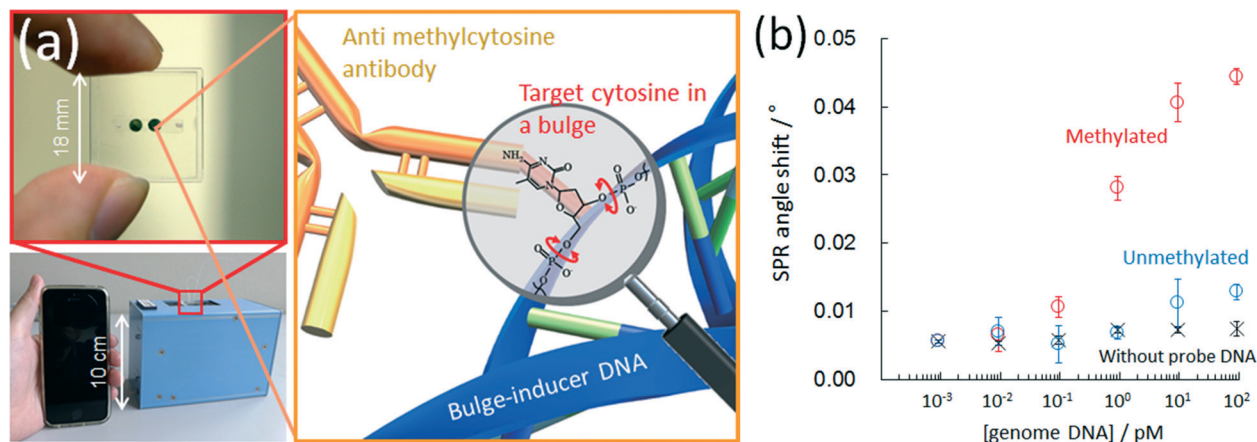 (a)
18 mm
10 cm
Anti methylcytosine
antibody
Target cytosine in
a bulge
NH₂
N
O
N
O
O
O
P
O
O⁻
O
O
P
O⁻
O
Bulge-inducer DNA
(b)
SPR angle shift / °
0.05
0.04
0.03
0.02
0.01
0.00
Methylated
Unmethylated
Without probe DNA
10⁻³ 10⁻² 10⁻¹ 10⁰ 10¹ 10²
[genome DNA] / pM